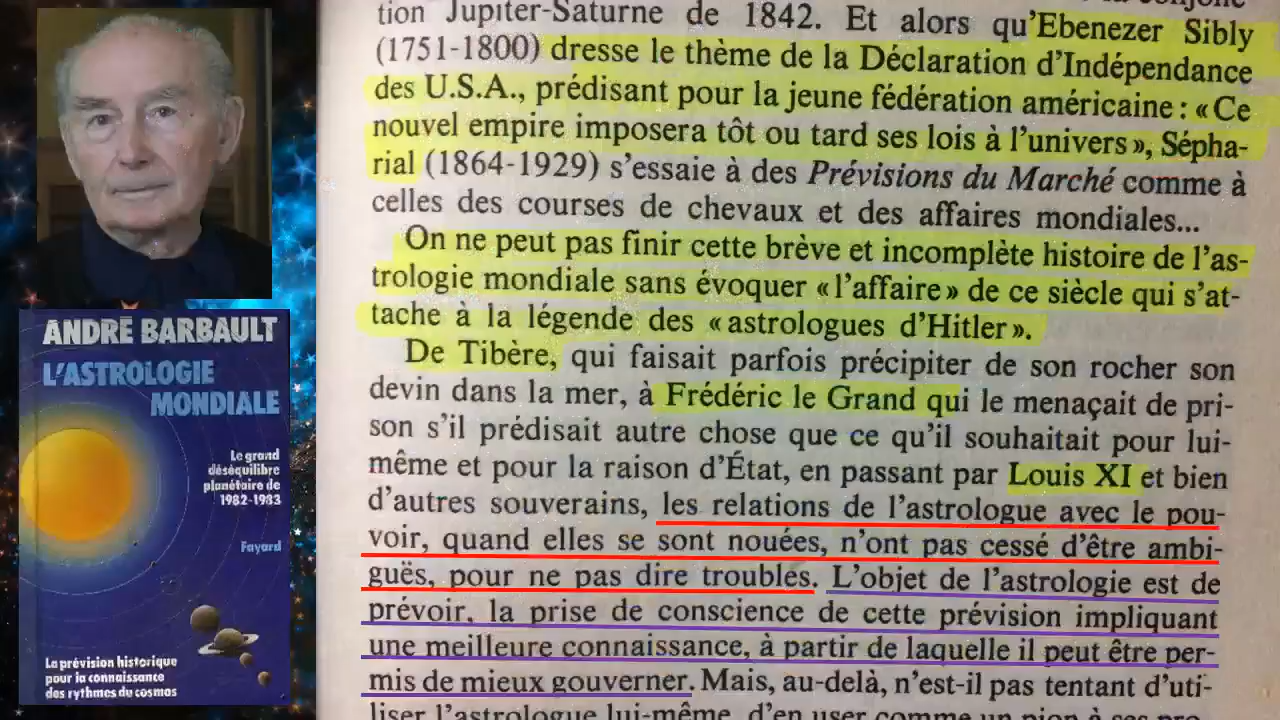 ANDRÉ BARBAULT
L'ASTROLOGIE
MONDIALE
Le grand
déséquilibre
planétaire de
1982-1983
Fayard
La prévision historique
pour la connaissance
des rythmes du cosmos
tion Jupiter-Saturne de 1842. Et alors qu'Ebenezer Sibly
(1751-1800) dresse le thème de la Déclaration d'Indépendance
des U.S.A., prédisant pour la jeune fédération américaine : « Ce
nouvel empire imposera tôt ou tard ses lois à l'univers », Sépha-
rial (1864-1929) s'essaie à des Prévisions du Marché comme à
celles des courses de chevaux et des affaires mondiales...
On ne peut pas finir cette brève et incomplète histoire de l'as-
trologie mondiale sans évoquer « l'affaire » de ce siècle qui s'at-
tache à la légende des « astrologues d'Hitler ».
De Tibère, qui faisait parfois précipiter de son rocher son
devin dans la mer, à Frédéric le Grand qui le menaçait de pri-
son s'il prédisait autre chose que ce qu'il souhaitait pour lui-
même et pour la raison d'État, en passant par Louis XI et bien
d'autres souverains, les relations de l'astrologue avec le pou-
voir, quand elles se sont nouées, n'ont pas cessé d'être ambi-
guës, pour ne pas dire troubles. L'objet de l'astrologie est de
prévoir, la prise de conscience de cette prévision impliquant
une meilleure connaissance, à partir de laquelle il peut être per-
mis de mieux gouverner. Mais, au-delà, n'est-il pas tentant d'uti-
liser l'astrologue lui-même, d'en user comme un pion à ses